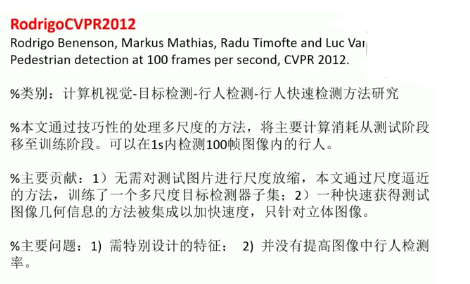 RodrigoCVPR2012
Rodrigo Benenson, Markus Mathias, Radu Timofte and Luc
Pedestrian detection at 100 frames per second, CVPR 2012.
%类别：计算机视觉-目标检测-行人检测-行人快速检测方法研究
%本文通过技巧性的处理多尺度的方法，将主要计算消耗从测试阶段
移至训练阶段。可以在1s内检测100帧图像内的行人。
%主要贡献：1）无需对测试图片进行尺度放缩，本文通过尺度逼近
的方法，训练了一个多尺度目标检测器子集；2）一种快速获得测试
图像几何信息的方法被集成以加快速度，只针对立体图像。
%主要问题：1) 需特别设计的特征； 2) 并没有提高图像中行人检测
率。